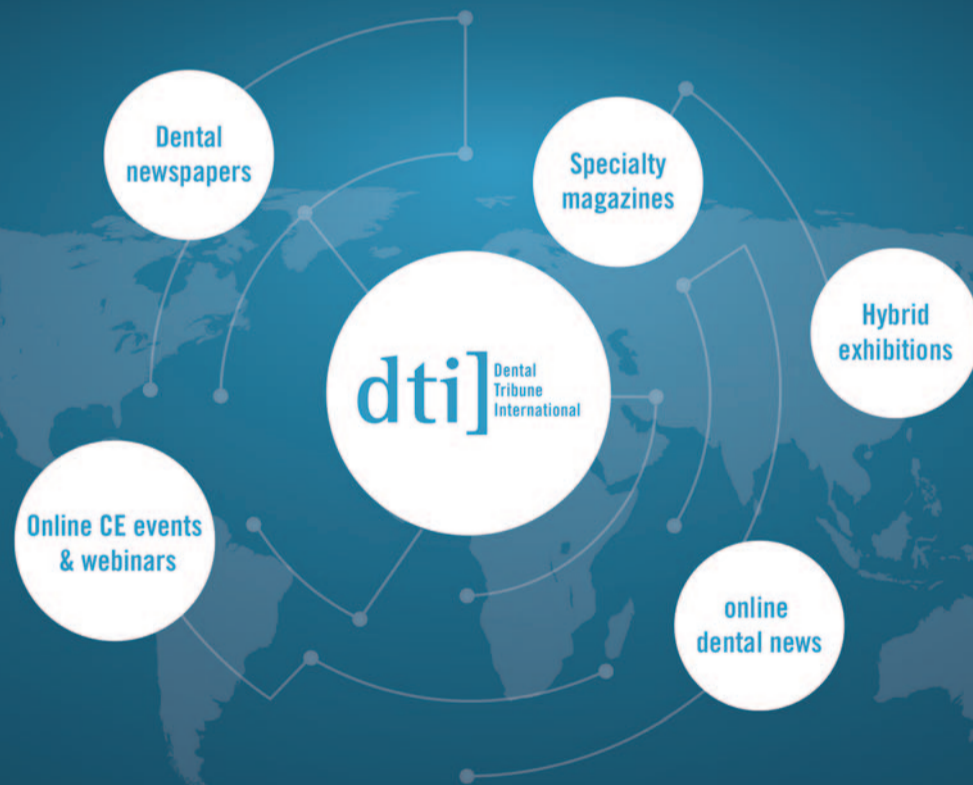 Dental
newspapers
Specialty
magazines
Hybrid
exhibitions
dti]
Dental
Tribune
International
Online CE events
& webinars
online
dental news